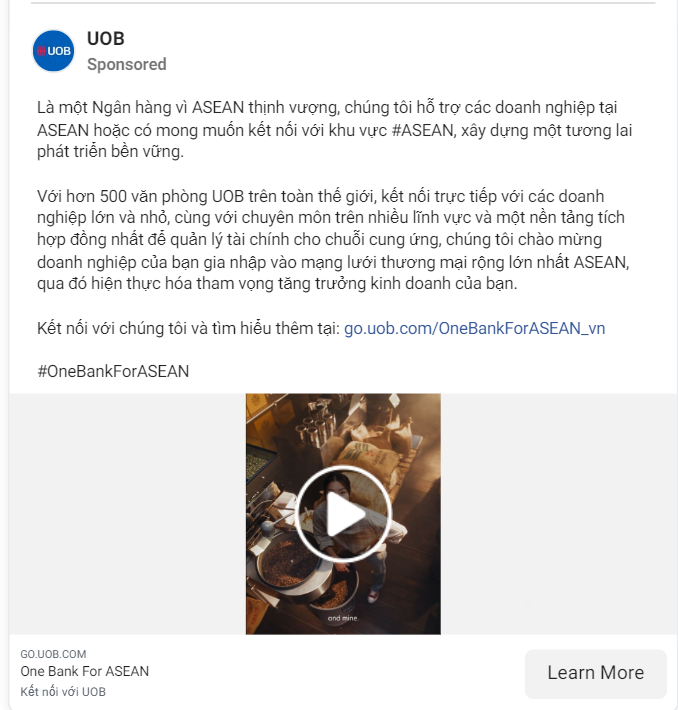 UOB
UOB
Sponsored
Là một Ngân hàng vì ASEAN thịnh vượng, chúng tôi hỗ trợ các doanh nghiệp tại
ASEAN hoặc có mong muốn kết nối với khu vực #ASEAN, xây dựng một tương lai
phát triển bền vững.
Với hơn 500 văn phòng UOB trên toàn thế giới, kết nối trực tiếp với các doanh
nghiệp lớn và nhỏ, cùng với chuyên môn trên nhiều lĩnh vực và một nền tảng tích
hợp đồng nhất để quản lý tài chính cho chuỗi cung ứng, chúng tôi chào mừng
doanh nghiệp của bạn gia nhập vào mạng lưới thương mại rộng lớn nhất ASEAN,
qua đó hiện thực hóa tham vọng tăng trưởng kinh doanh của bạn.
Kết nối với chúng tôi và tìm hiểu thêm tại: go.uob.com/OneBankForASEAN_vn
#OneBankForASEAN
and mine.
GO.UOB.COM
One Bank For ASEAN
Kết nối với UOB
Learn More